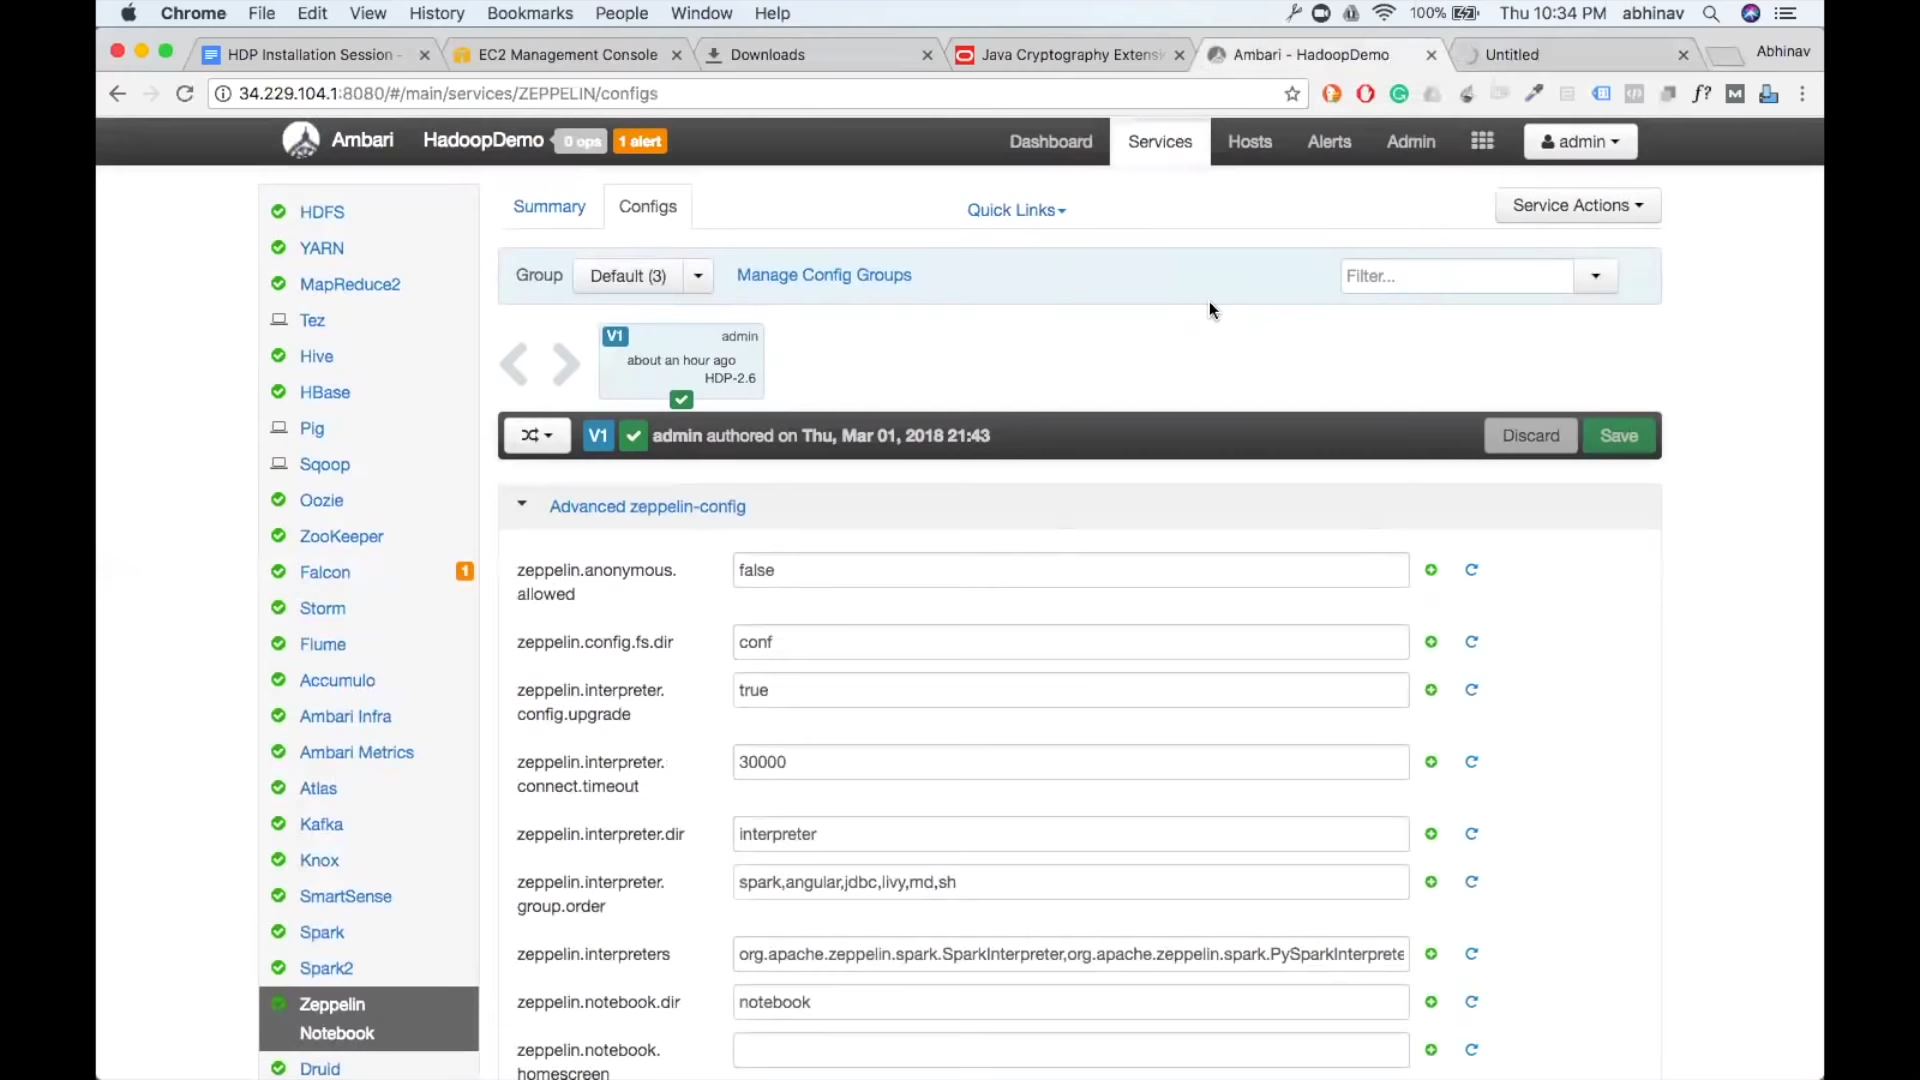 Chrome File Edit View History Bookmarks People Window Help 100% Thu 10:34 PM abhinav
HDP Installation Session - EC2 Management Console Downloads Java Cryptography Extens Ambari - HadoopDemo Untitled Abhinav
34.229.104.1:8080/#/main/services/ZEPPELIN/configs f? M
Ambari HadoopDemo 0 ops 1 alert Dashboard Services Hosts Alerts Admin admin
Summary Configs Quick Links Service Actions
Group Default (3) Manage Config Groups Filter...
V1 admin
about an hour ago
HDP-2.6
V1 admin authored on Thu, Mar 01, 2018 21:43 Discard Save
HDFS
YARN
MapReduce2
Tez
Hive
HBase
Pig
Sqoop
Oozie
ZooKeeper
Falcon 1
Storm
Flume
Accumulo
Ambari Infra
Ambari Metrics
Atlas
Kafka
Knox
SmartSense
Spark
Spark2
Zeppelin
Notebook
Druid
Advanced zeppelin-config
zeppelin.anonymous. false
allowed
zeppelin.config.fs.dir conf
zeppelin.interpreter. true
config.upgrade
zeppelin.interpreter. 30000
connect.timeout
zeppelin.interpreter.dir interpreter
zeppelin.interpreter. spark,angular,jdbc,livy,md,sh
group.order
zeppelin.interpreters org.apache.zeppelin.spark.SparkInterpreter,org.apache.zeppelin.spark.PySparkInterprete
zeppelin.notebook.dir notebook
zeppelin.notebook.
homescreen